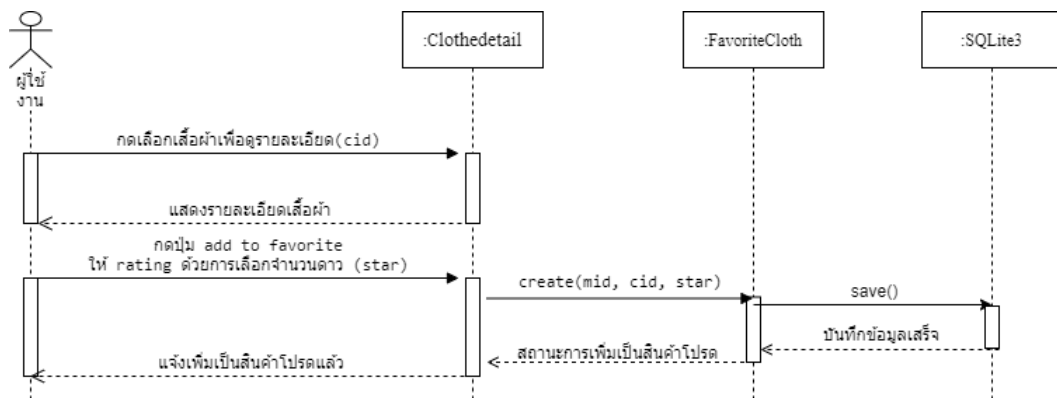 :Clothedetail
:FavoriteCloth
:SQLite3
ผู้ใช้
งาน
กดเลือกเสื้อผ้าเพื่อดูรายละเอียด(cid)
แสดงรายละเอียดเสื้อผ้า
กดปุ่ม add to favorite
ให้ rating ด้วยการเลือกจำนวนดาว (star)
create(mid, cid, star)
save()
บันทึกข้อมูลเสร็จ
สถานะการเพิ่มเป็นสินค้าโปรด
แจ้งเพิ่มเป็นสินค้าโปรดแล้ว